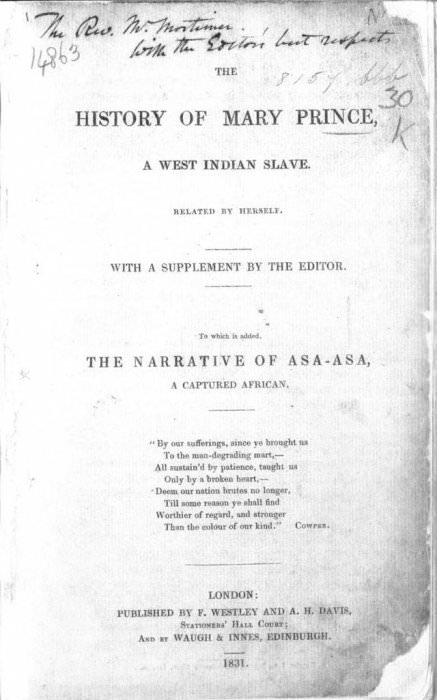 The Rev. Mr. Mortimer.
With the Editor's best respects
14863
8157
30
K
THE
HISTORY OF MARY PRINCE,
A WEST INDIAN SLAVE.
RELATED BY HERSELF.
WITH A SUPPLEMENT BY THE EDITOR.
To which is added,
THE NARRATIVE OF ASA-ASA,
A CAPTURED AFRICAN.
"By our sufferings, since ye brought us
To the man-degrading mart,—
All sustain'd by patience, taught us
Only by a broken heart,—
Deem our nation brutes no longer,
Till some reason ye shall find
Worthier of regard, and stronger
Than the colour of our kind." COWPER.
LONDON:
PUBLISHED BY F. WESTLEY AND A. H. DAVIS,
STATIONERS' HALL COURT;
AND BY WAUGH & INNES, EDINBURGH.
1831.